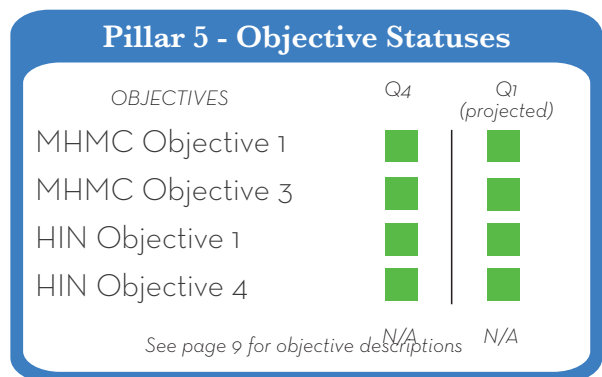 Pillar 5 - Objective Statuses
OBJECTIVES Q4 Q1
(projected)
MHMC Objective 1
MHMC Objective 3
HIN Objective 1
HIN Objective 4
N/A N/A
See page 9 for objective descriptions